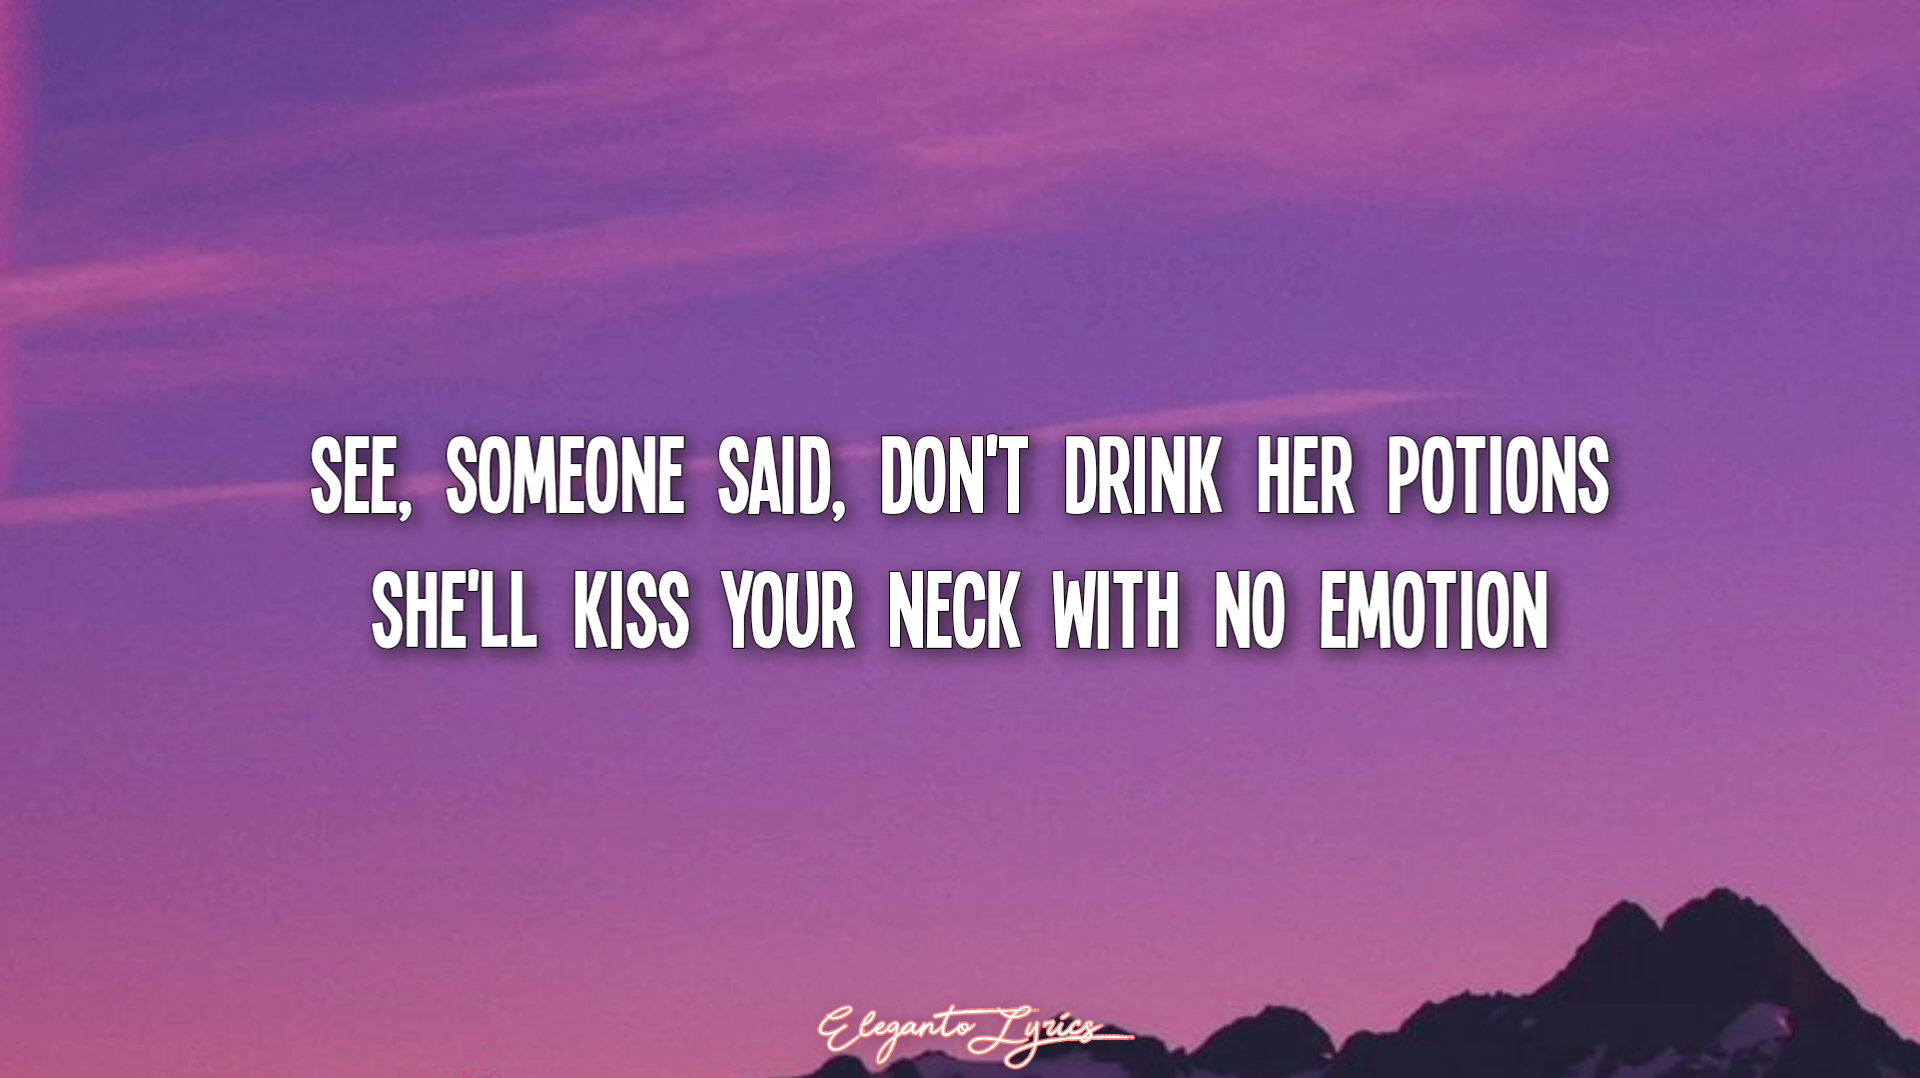 SEE, SOMEONE SAID, DON'T DRINK HER POTIONS
SHE'LL KISS YOUR NECK WITH NO EMOTION
Eleganto Lyrics